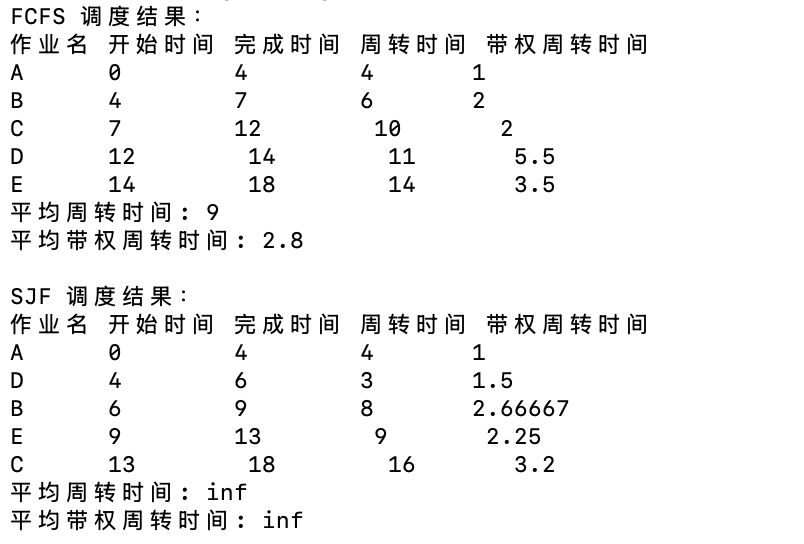 FCFS 调度结果：
作业名 开始时间 完成时间 周转时间 带权周转时间
A 0 4 4 1
B 4 7 6 2
C 7 12 10 2
D 12 14 11 5.5
E 14 18 14 3.5
平均周转时间: 9
平均带权周转时间: 2.8
SJF 调度结果：
作业名 开始时间 完成时间 周转时间 带权周转时间
A 0 4 4 1
D 4 6 3 1.5
B 6 9 8 2.66667
E 9 13 9 2.25
C 13 18 16 3.2
平均周转时间: inf
平均带权周转时间: inf